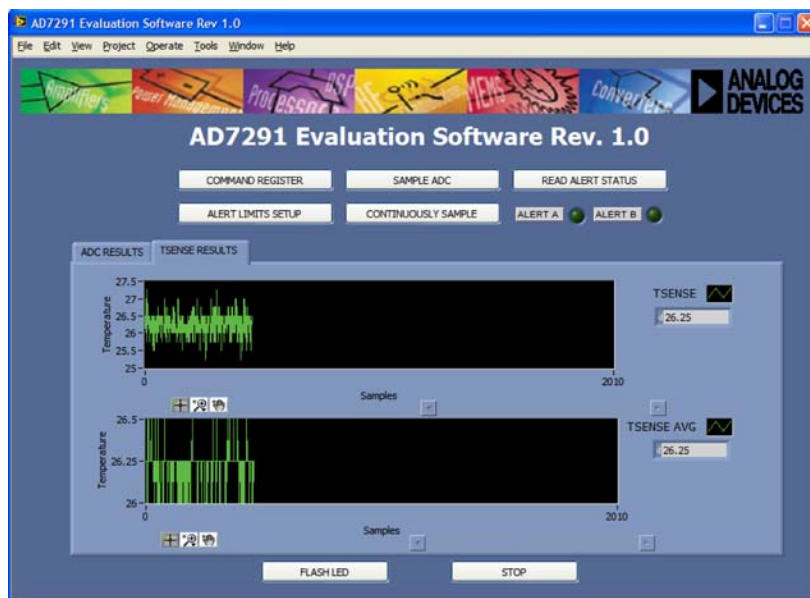 AD7291 Evaluation Software Rev 1.0
File Edit View Project Operate Tools Window Help
Amplifiers Power Management Processors DSP RF MEMS Converters ANALOG DEVICES
AD7291 Evaluation Software Rev. 1.0
COMMAND REGISTER SAMPLE ADC READ ALERT STATUS
ALERT LIMITS SETUP CONTINUOUSLY SAMPLE ALERT A ALERT B
ADC RESULTS TSENSE RESULTS
27.5
27
26.5
26
25.5
25
Temperature
0 2010
Samples
TSENSE
26.25
26.5
26.25
26
Temperature
0 2010
Samples
TSENSE AVG
26.25
FLASH LED STOP